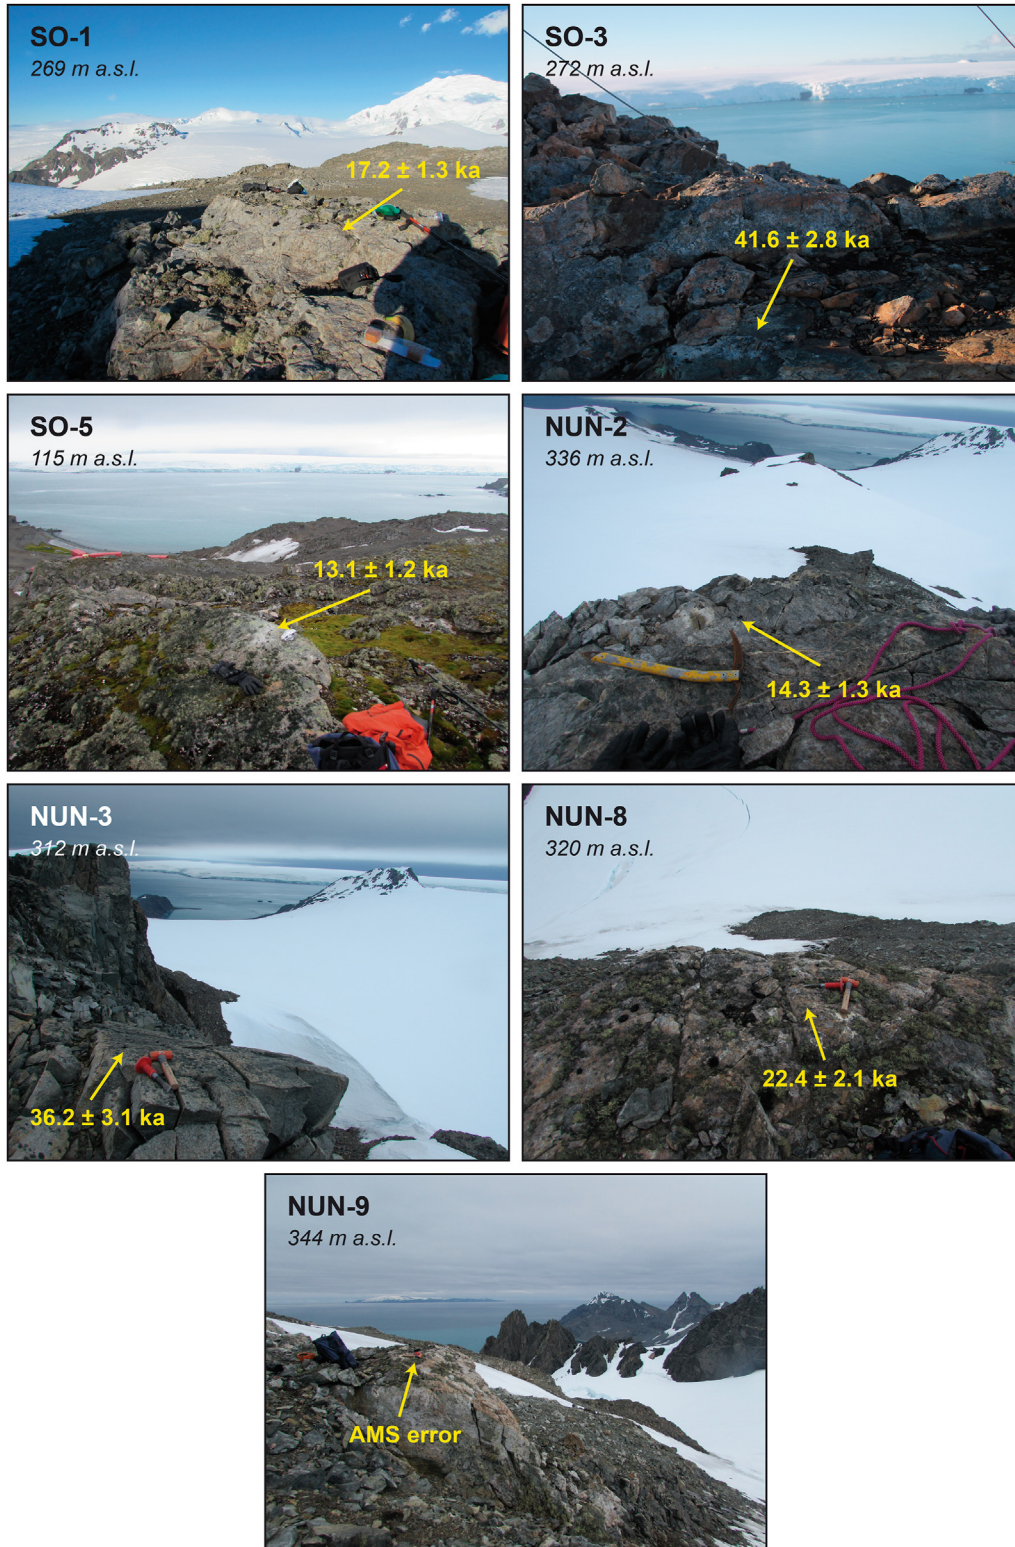 SO-1
269 m a.s.l.
17.2 ± 1.3 ka
SO-3
272 m a.s.l.
41.6 ± 2.8 ka
SO-5
115 m a.s.l.
13.1 ± 1.2 ka
NUN-2
336 m a.s.l.
14.3 ± 1.3 ka
NUN-3
312 m a.s.l.
36.2 ± 3.1 ka
NUN-8
320 m a.s.l.
22.4 ± 2.1 ka
NUN-9
344 m a.s.l.
AMS error